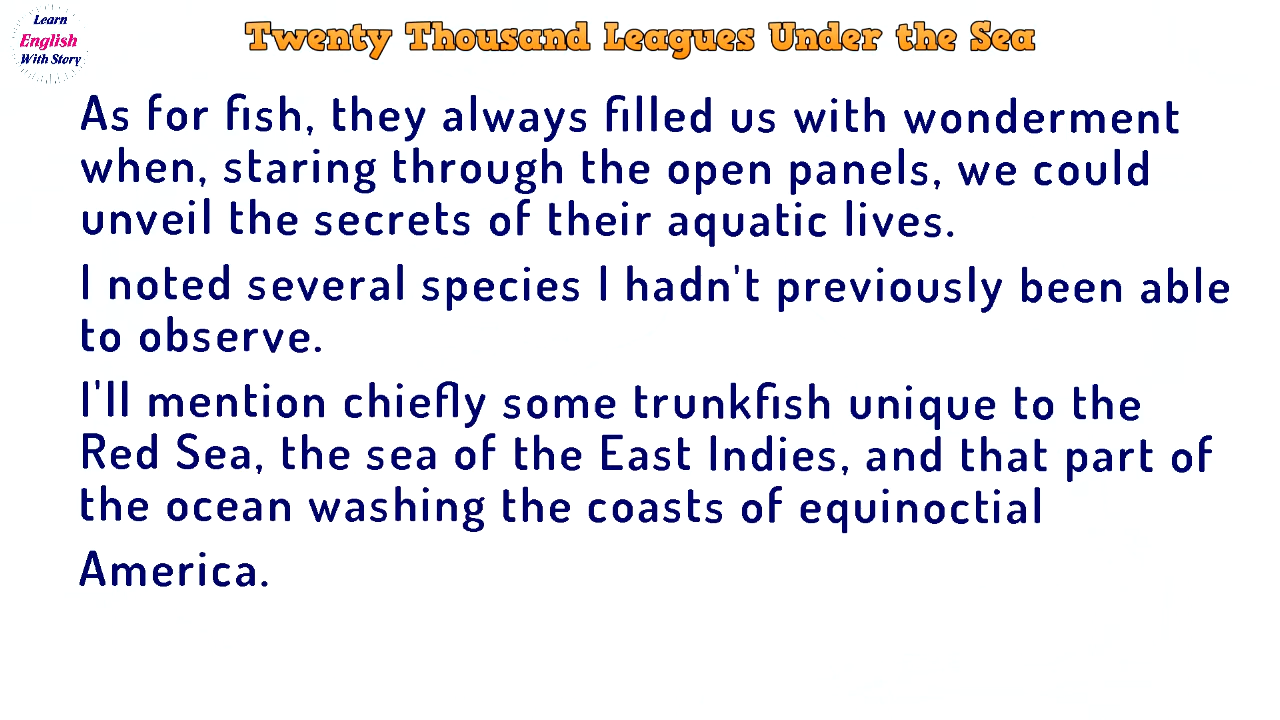 Learn
English
With Story
Twenty Thousand Leagues Under the Sea
As for fish, they always filled us with wonderment
when, staring through the open panels, we could
unveil the secrets of their aquatic lives.
I noted several species I hadn't previously been able
to observe.
I'll mention chiefly some trunkfish unique to the
Red Sea, the sea of the East Indies, and that part of
the ocean washing the coasts of equinoctial
America.